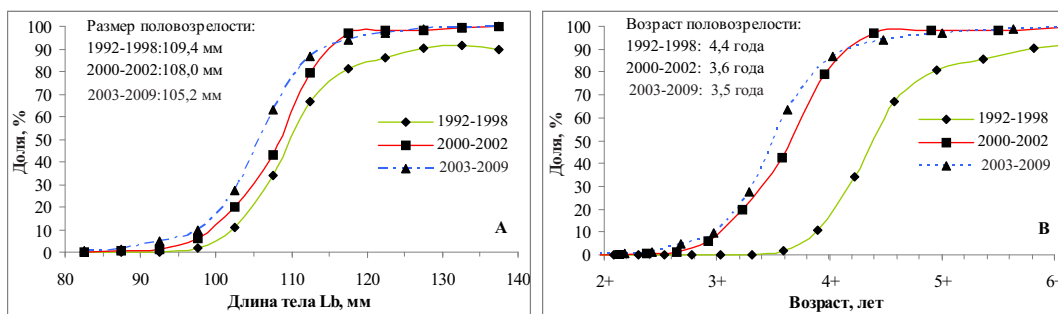 Размер половозрелости:
1992-1998:109,4 мм
2000-2002:108,0 мм
2003-2009:105,2 мм
Доля, %
100
90
80
70
60
50
40
30
20
10
0
1992-1998
2000-2002
2003-2009
А
80 90 100 110 120 130 140
Длина тела Lb, мм
Возраст половозрелости:
1992-1998: 4,4 года
2000-2002: 3,6 года
2003-2009: 3,5 года
Доля, %
100
90
80
70
60
50
40
30
20
10
0
1992-1998
2000-2002
2003-2009
В
2+ 3+ 4+ 5+ 6+
Возраст, лет